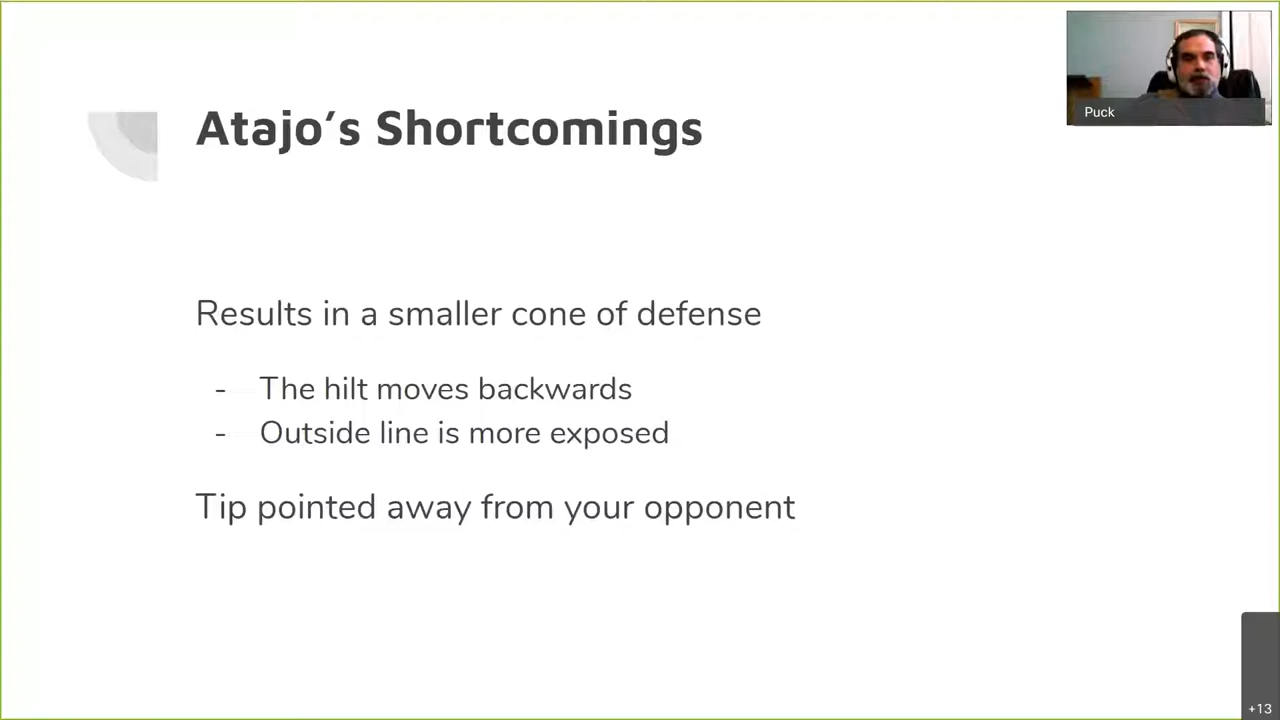 Puck
Atajo’s Shortcomings
Results in a smaller cone of defense
- The hilt moves backwards
- Outside line is more exposed
Tip pointed away from your opponent
+13